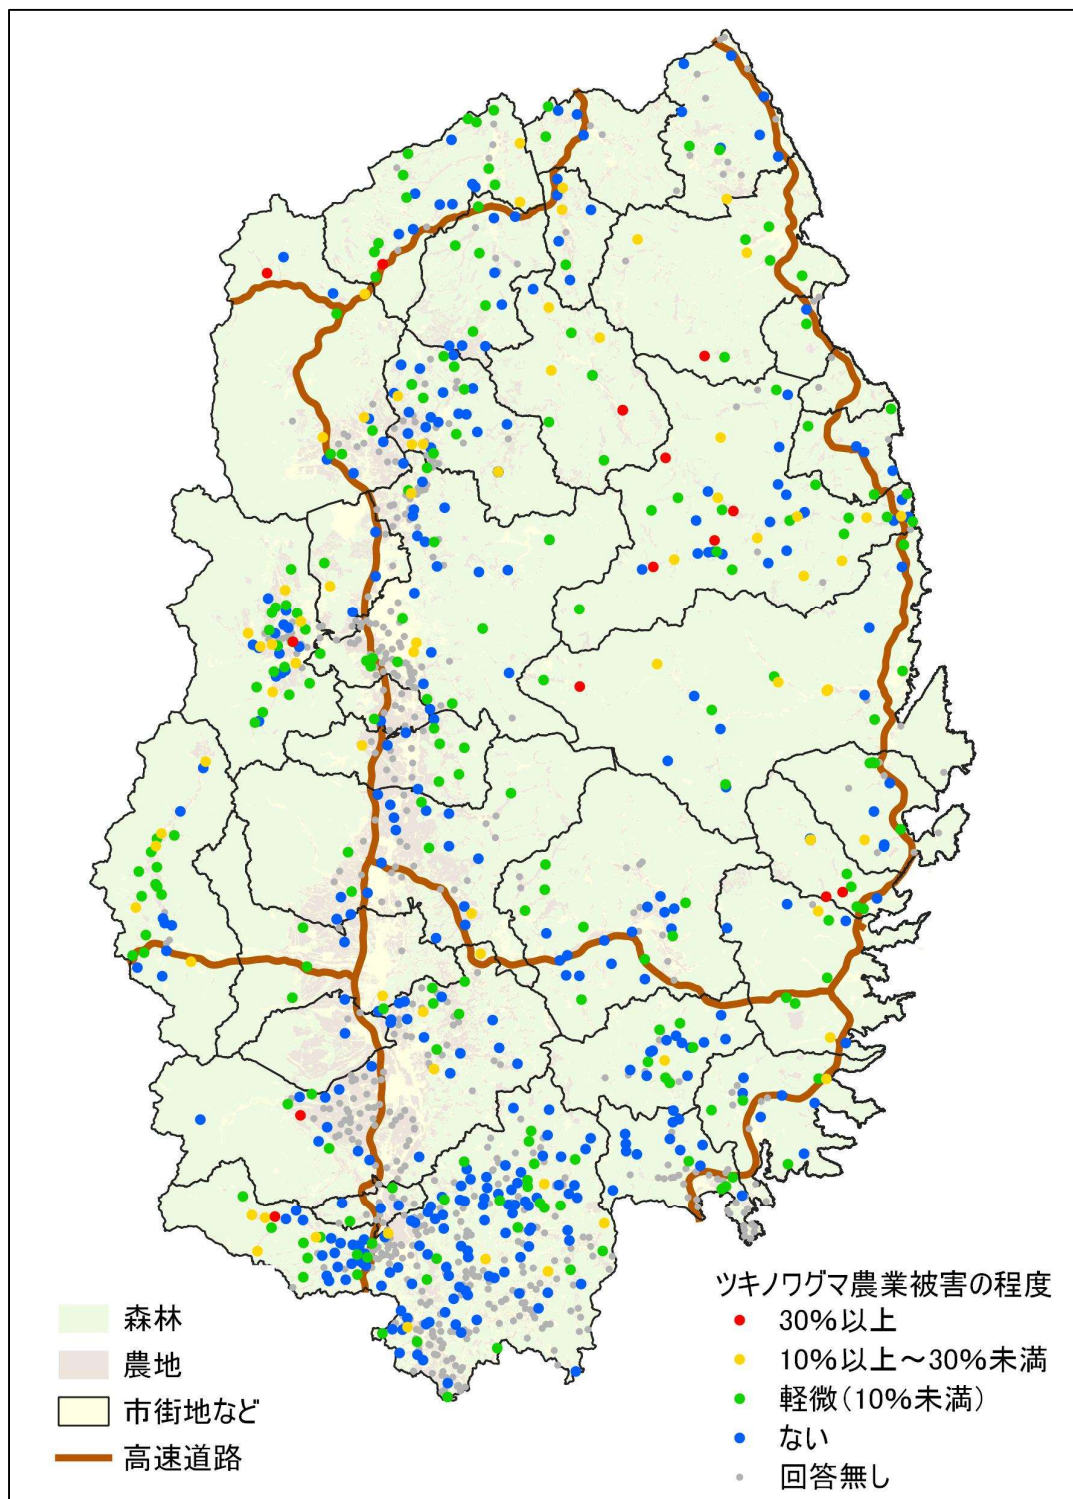 森林
農地
市街地など
高速道路
ツキノワグマ農業被害の程度
30%以上
10%以上～30%未満
軽微(10%未満)
ない
回答無し